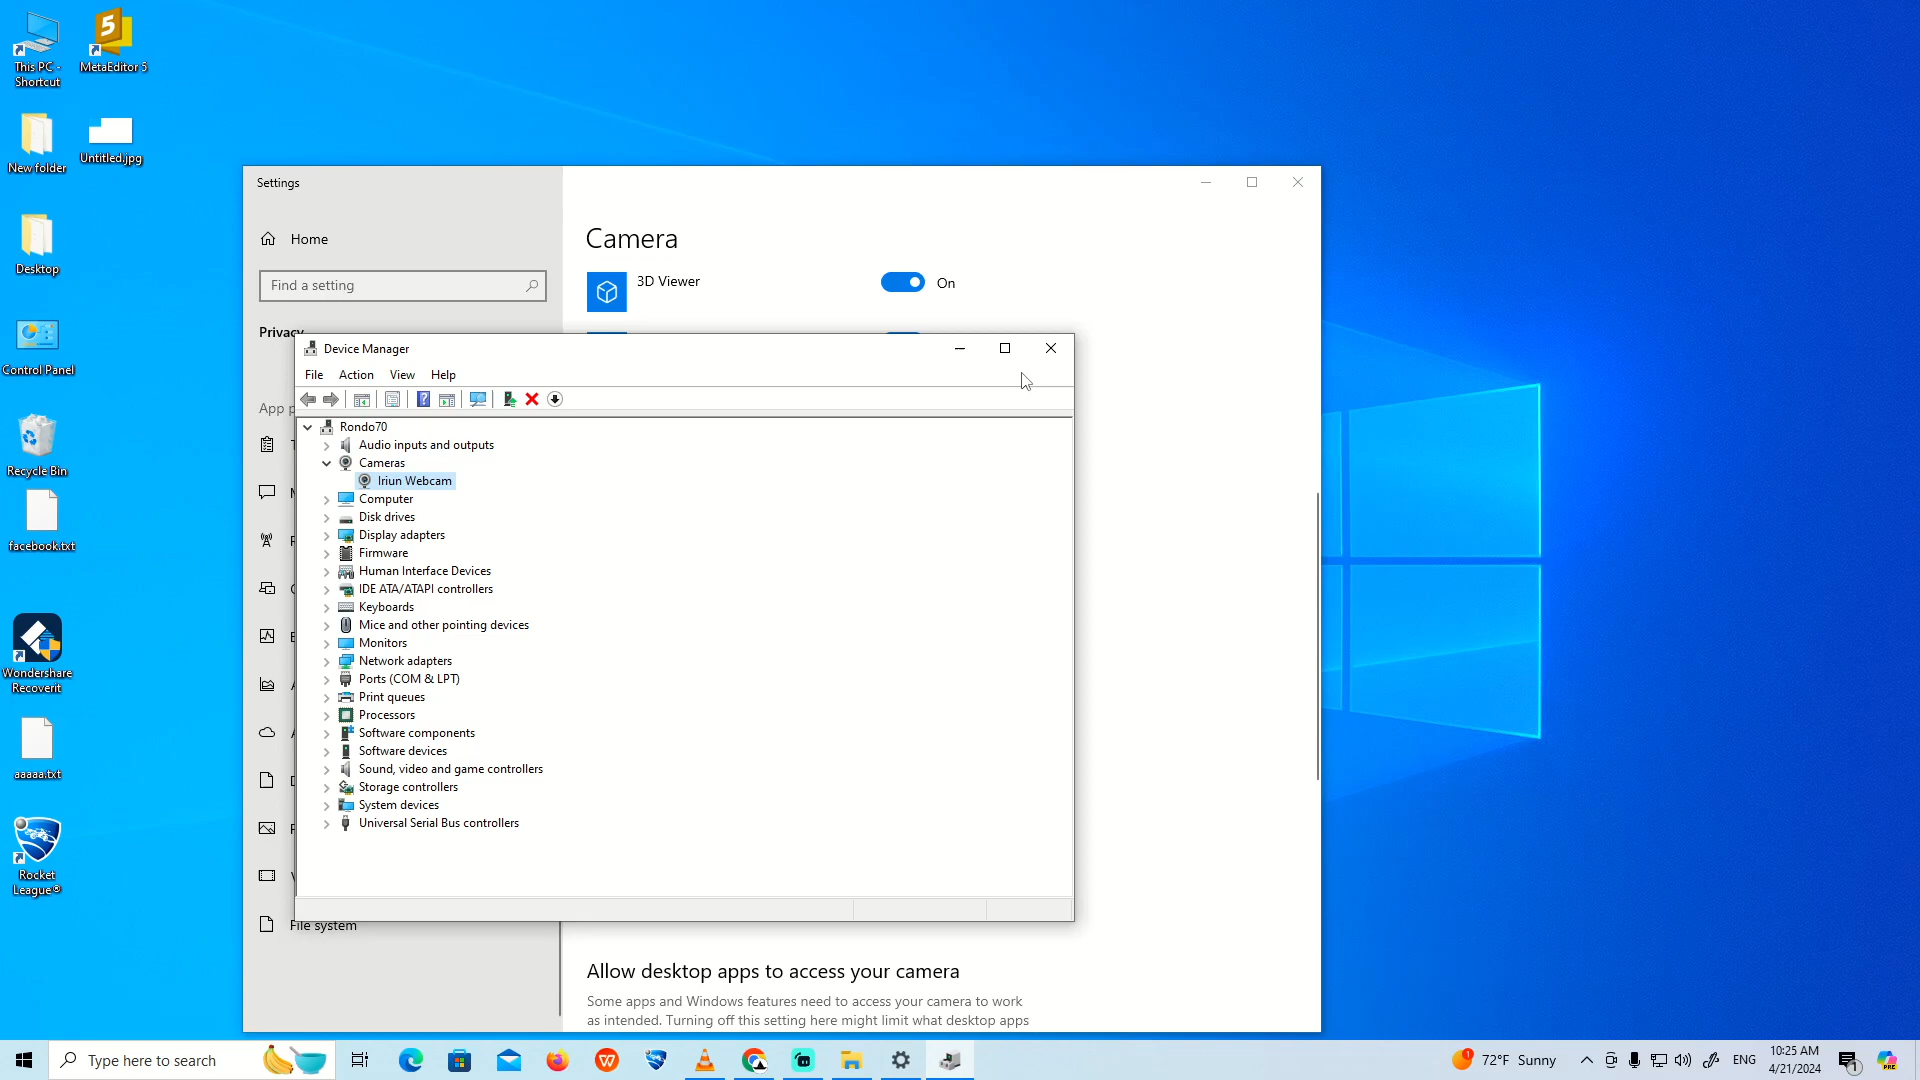 This PC -
Shortcut
MetaEditor 5
New folder
Untitled.jpg
Desktop
Control Panel
Recycle Bin
facebook.txt
Wondershare
Recoverit
aaaaa.txt
Rocket
League®
Settings
Home
Find a setting
Privacy
App p
File system
Camera
3D Viewer
On
Device Manager
File
Action
View
Help
Rondo70
Audio inputs and outputs
Cameras
Iriun Webcam
Computer
Disk drives
Display adapters
Firmware
Human Interface Devices
IDE ATA/ATAPI controllers
Keyboards
Mice and other pointing devices
Monitors
Network adapters
Ports (COM & LPT)
Print queues
Processors
Software components
Software devices
Sound, video and game controllers
Storage controllers
System devices
Universal Serial Bus controllers
Allow desktop apps to access your camera
Some apps and Windows features need to access your camera to work
as intended. Turning off this setting here might limit what desktop apps
Type here to search
72°F Sunny
ENG
10:25 AM
4/21/2024